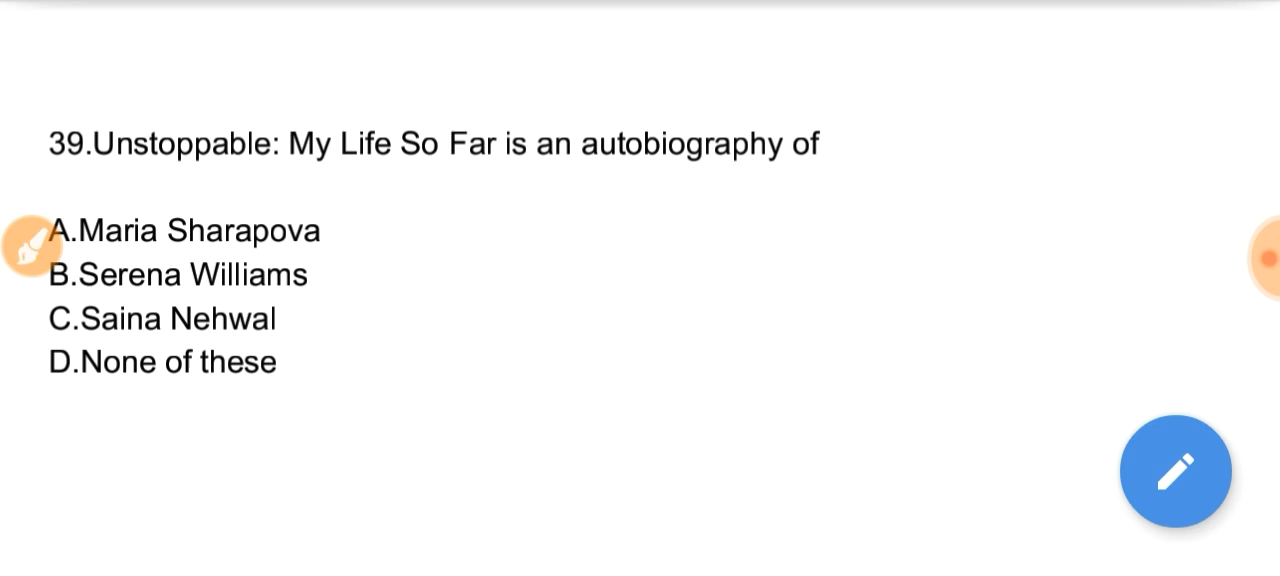 39.Unstoppable: My Life So Far is an autobiography of
A.Maria Sharapova
B.Serena Williams
C.Saina Nehwal
D.None of these